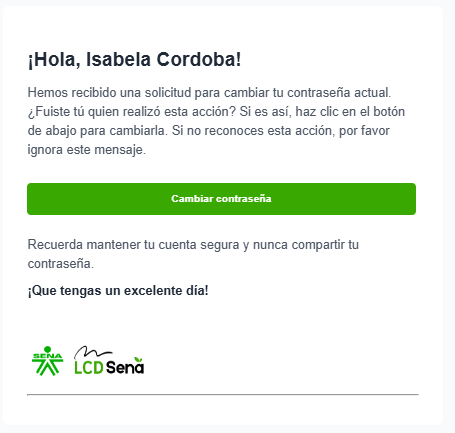 ¡Hola, Isabela Cordoba!
Hemos recibido una solicitud para cambiar tu contraseña actual.
¿Fuiste tú quien realizó esta acción? Si es así, haz clic en el botón
de abajo para cambiarla. Si no reconoces esta acción, por favor
ignora este mensaje.
Cambiar contraseña
Recuerda mantener tu cuenta segura y nunca compartir tu
contraseña.
¡Que tengas un excelente día!
SENA LCDSena